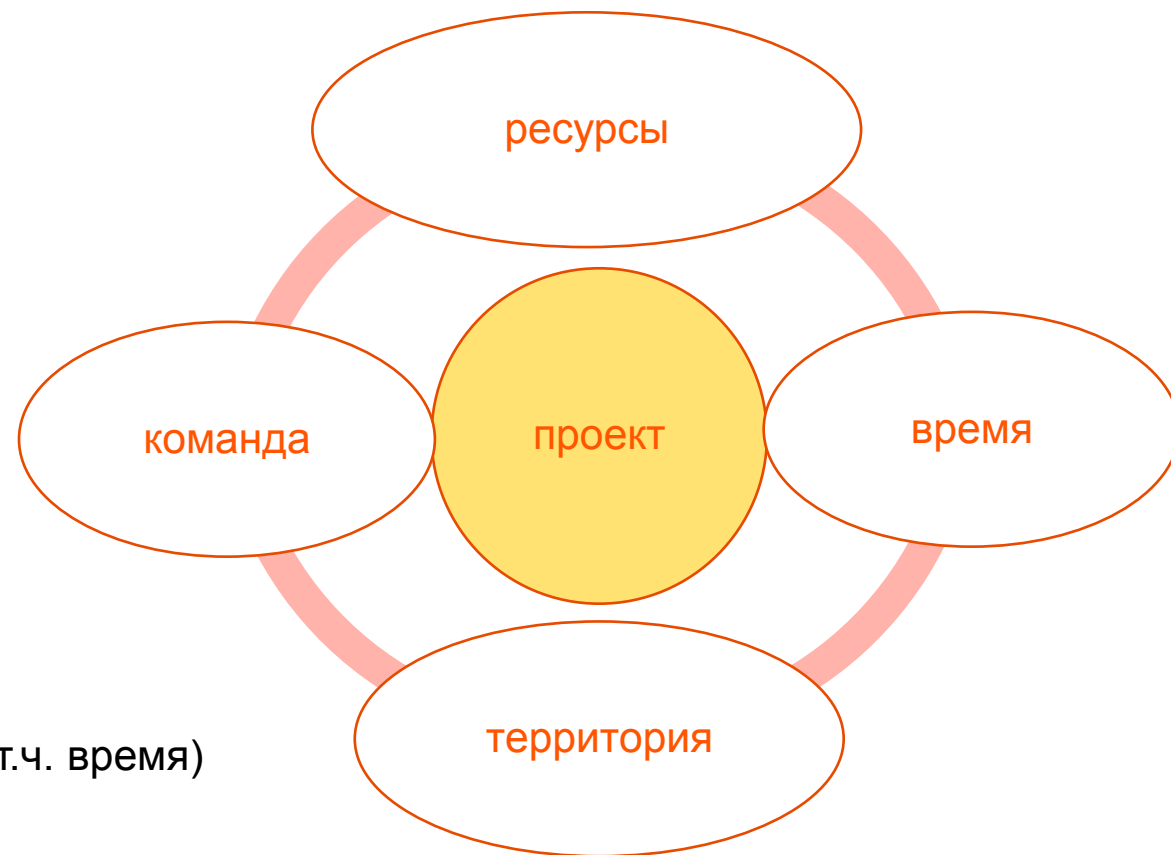 ресурсы
команда
проект
время
территория
т.ч. время)